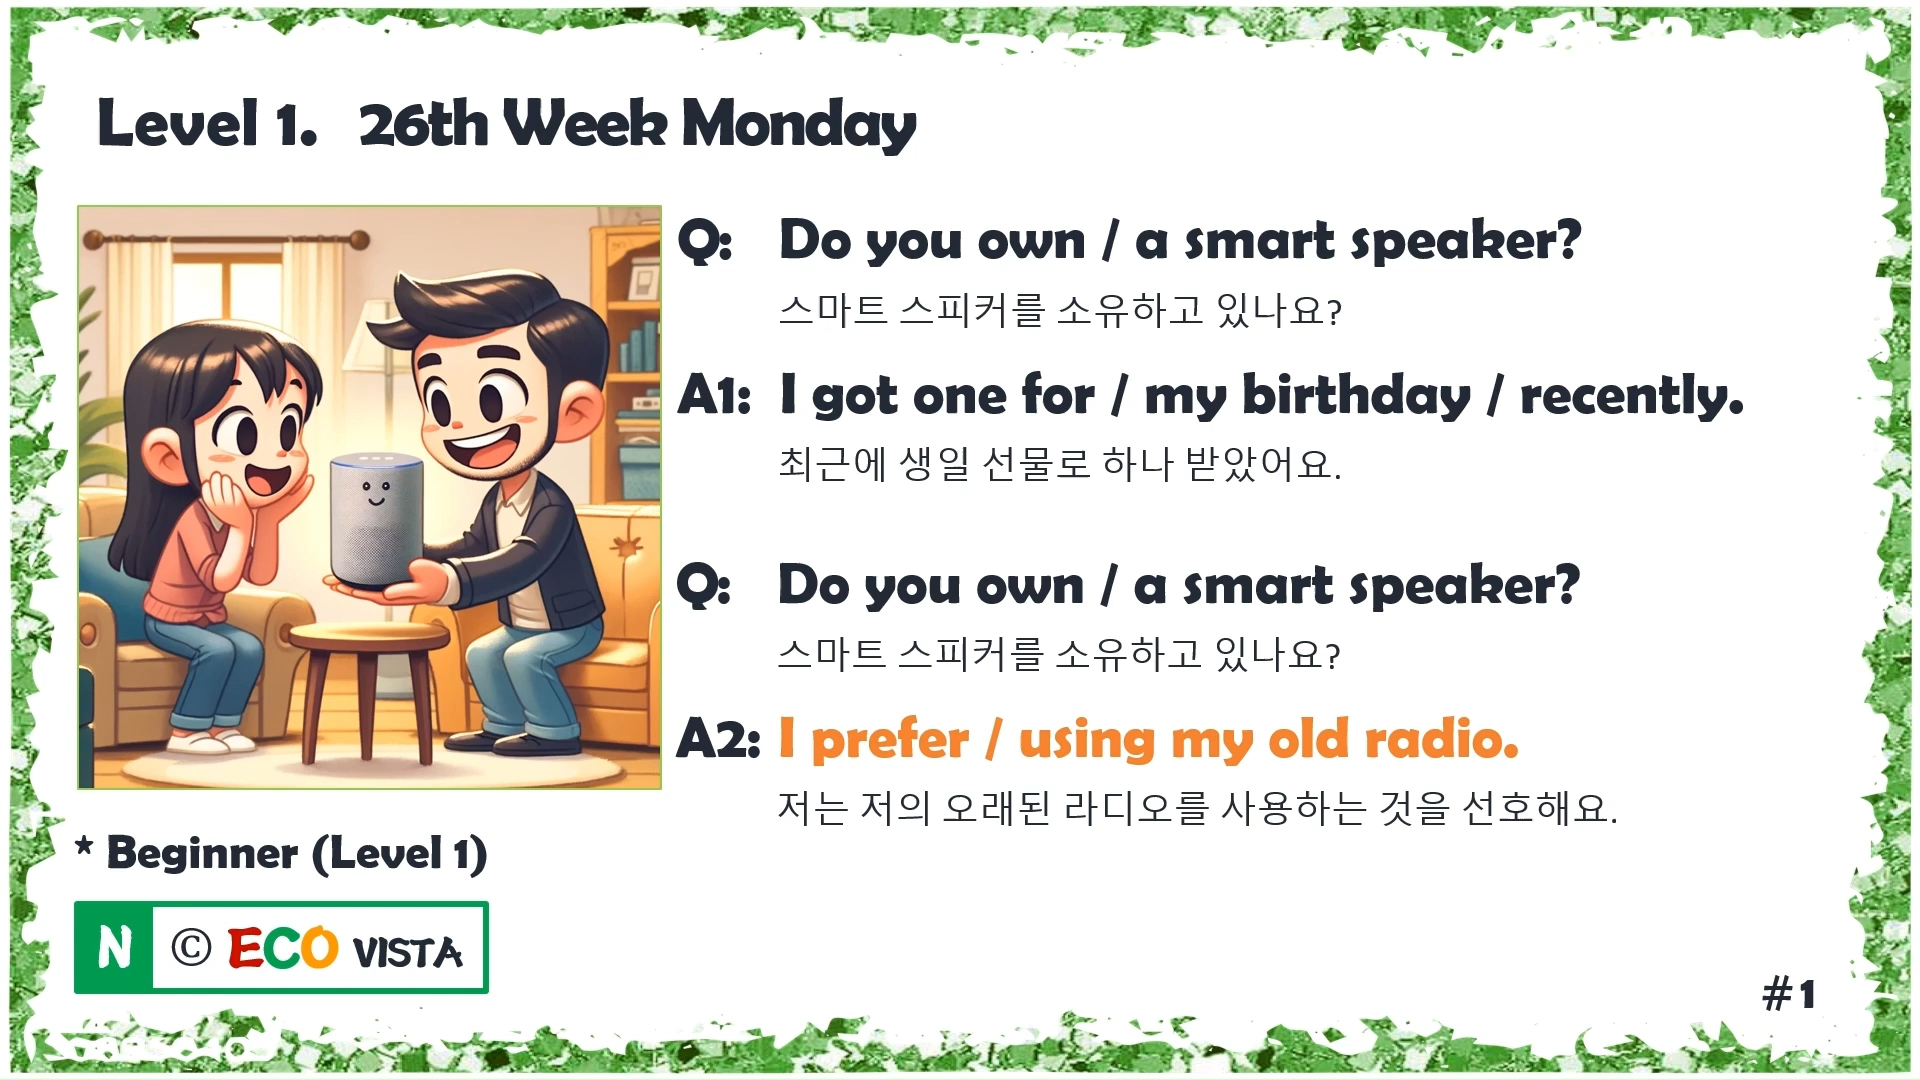 Level 1. 26th Week Monday
Q: Do you own / a smart speaker?
스마트 스피커를 소유하고 있나요?
A1: I got one for / my birthday / recently.
최근에 생일 선물로 하나 받았어요.
Q: Do you own / a smart speaker?
스마트 스피커를 소유하고 있나요?
A2: I prefer / using my old radio.
저는 저의 오래된 라디오를 사용하는 것을 선호해요.
* Beginner (Level 1)
N © ECO VISTA
#1